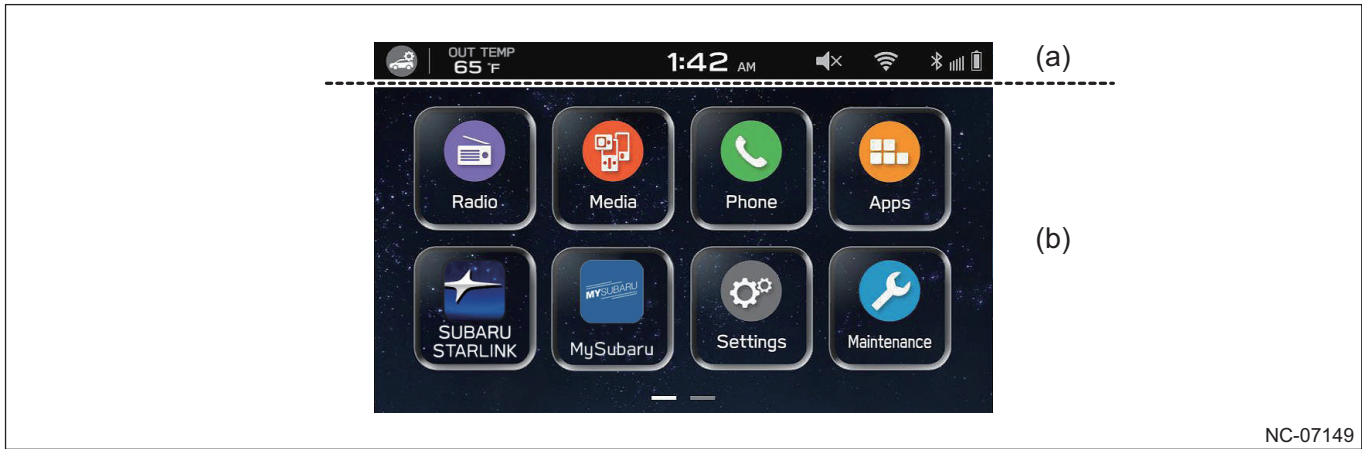 OUT TEMP
65 °F
1:42 AM
(a)
Radio
Media
Phone
Apps
(b)
MYSUBARU
SUBARU
STARLINK
MySubaru
Settings
Maintenance
NC-07149